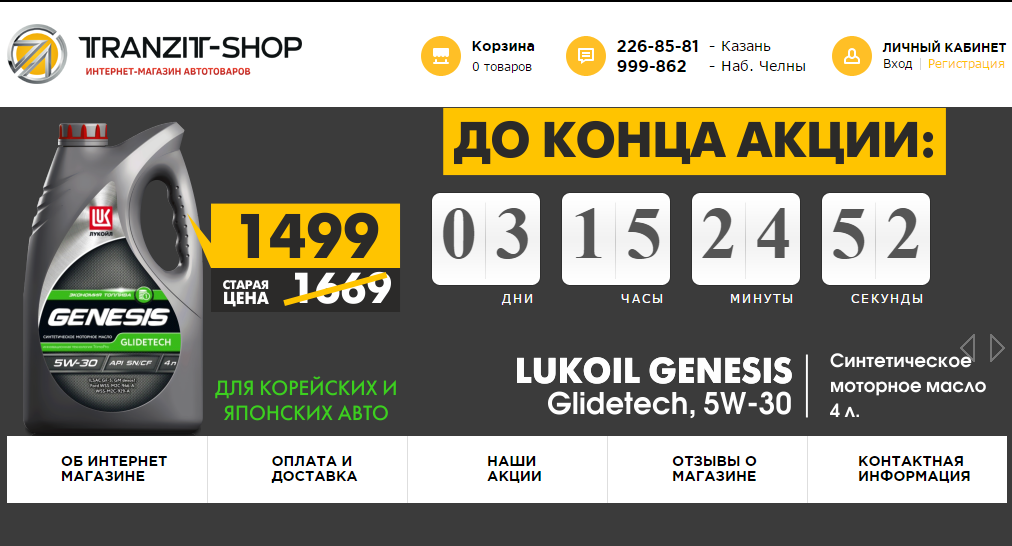 TRANZIT-SHOP
ИНТЕРНЕТ-МАГАЗИН АВТОТОВАРОВ
Корзина
0 товаров
226-85-81 - Казань
999-862 - Наб. Челны
ЛИЧНЫЙ КАБИНЕТ
Вход | Регистрация
ДО КОНЦА АКЦИИ:
03 15 24 52
ДНИ ЧАСЫ МИНУТЫ СЕКУНДЫ
1499
СТАРАЯ
ЦЕНА 1669
ЛУКОЙЛ
ЭКОНОМИЯ ТОПЛИВА
GENESIS
СИНТЕТИЧЕСКОЕ МОТОРНОЕ МАСЛО
GLIDETECH
5W-30 API SN/CF 4л
ДЛЯ КОРЕЙСКИХ И
ЯПОНСКИХ АВТО
LUKOIL GENESIS
Glidetech, 5W-30
Синтетическое
моторное масло
4 л.
ОБ ИНТЕРНЕТ
МАГАЗИНЕ
ОПЛАТА И
ДОСТАВКА
НАШИ
АКЦИИ
ОТЗЫВЫ О
МАГАЗИНЕ
КОНТАКТНАЯ
ИНФОРМАЦИЯ